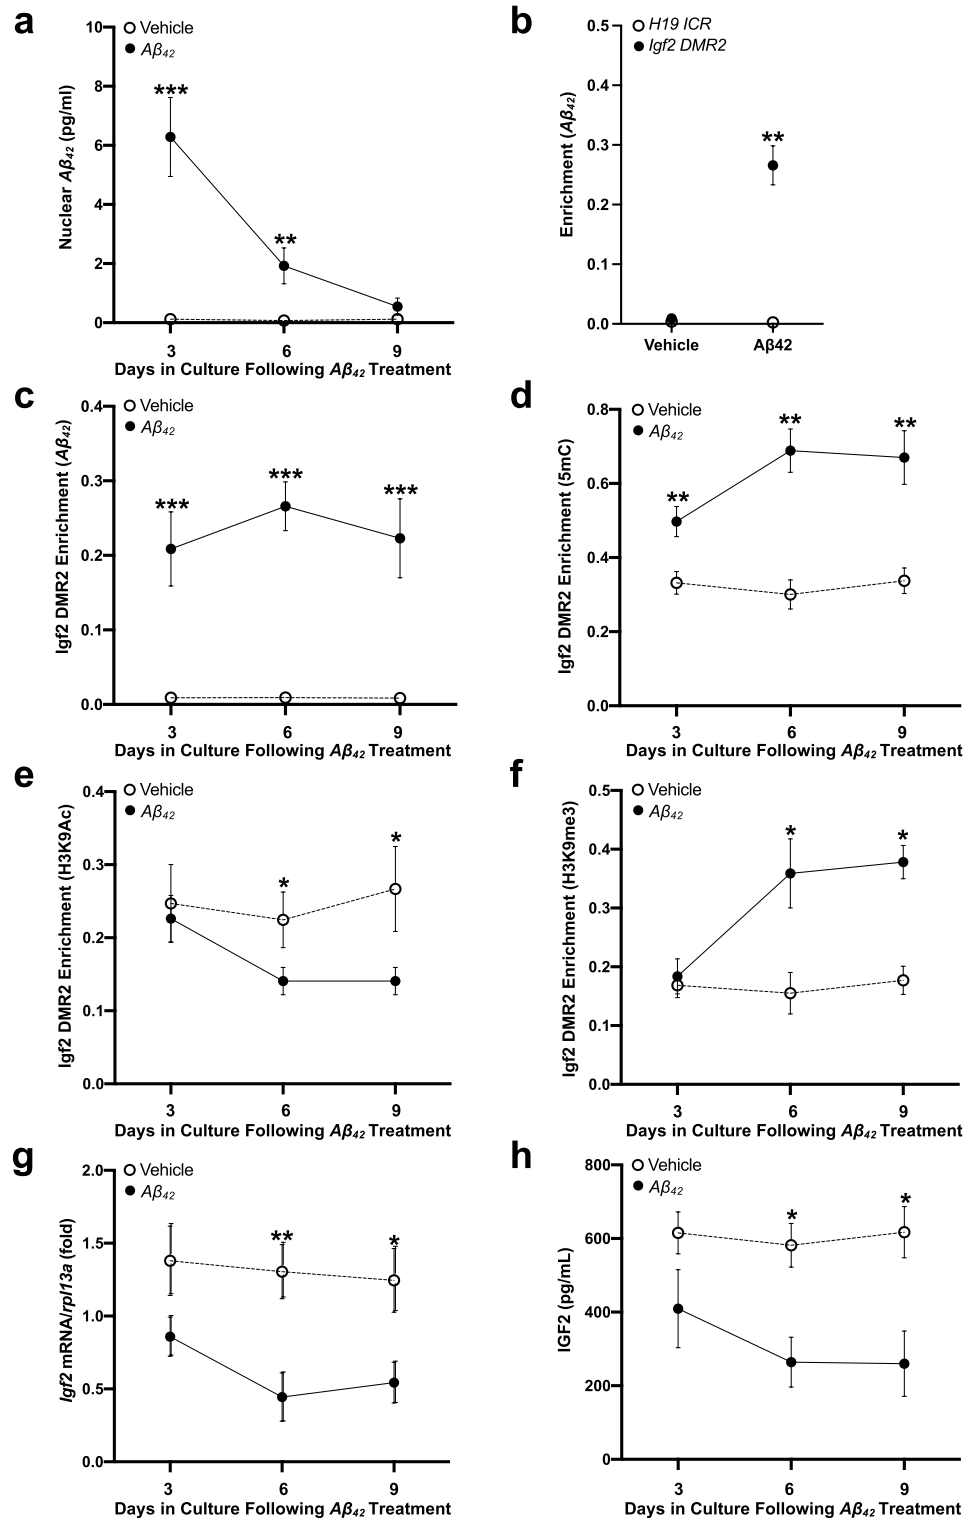 a
10
8
6
4
2
0
Nuclear Aβ42 (pg/ml)
Vehicle
Aβ42
***
**
3 6 9
Days in Culture Following Aβ42 Treatment
b
0.5
0.4
0.3
0.2
0.1
0.0
Enrichment (Aβ42)
H19 ICR
Igf2 DMR2
**
Vehicle Aβ42
c
0.4
0.3
0.2
0.1
0.0
Igf2 DMR2 Enrichment (Aβ42)
Vehicle
Aβ42
*** *** ***
3 6 9
Days in Culture Following Aβ42 Treatment
d
0.8
0.6
0.4
0.2
0.0
Igf2 DMR2 Enrichment (5mC)
Vehicle
Aβ42
** ** **
3 6 9
Days in Culture Following Aβ42 Treatment
e
0.4
0.3
0.2
0.1
0.0
Igf2 DMR2 Enrichment (H3K9Ac)
Vehicle
Aβ42
* *
3 6 9
Days in Culture Following Aβ42 Treatment
f
0.5
0.4
0.3
0.2
0.1
0.0
Igf2 DMR2 Enrichment (H3K9me3)
Vehicle
Aβ42
* *
3 6 9
Days in Culture Following Aβ42 Treatment
g
2.0
1.5
1.0
0.5
0.0
Igf2 mRNA/rpl13a (fold)
Vehicle
Aβ42
** *
3 6 9
Days in Culture Following Aβ42 Treatment
h
800
600
400
200
0
IGF2 (pg/mL)
Vehicle
Aβ42
* *
3 6 9
Days in Culture Following Aβ42 Treatment